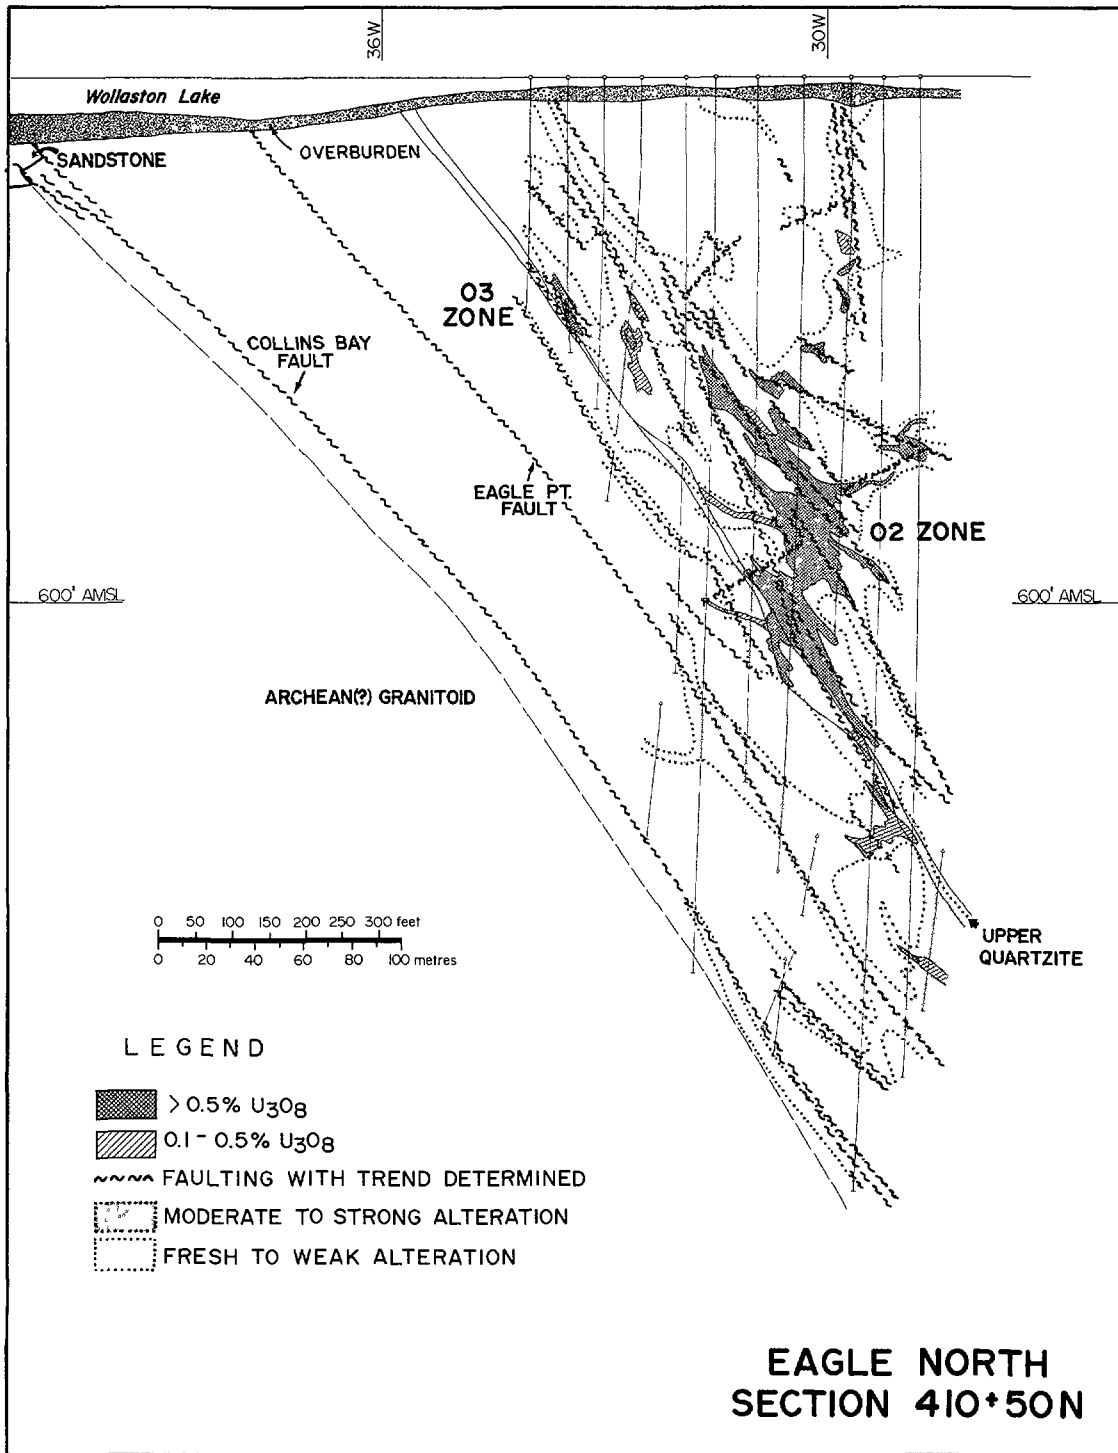 36W
30W
Wollaston Lake
SANDSTONE
OVERBURDEN
03
ZONE
COLLINS BAY
FAULT
EAGLE PT.
FAULT
02 ZONE
600' AMSL
600' AMSL
ARCHEAN(?) GRANITOID
0 50 100 150 200 250 300 feet
0 20 40 60 80 100 metres
UPPER
QUARTZITE
LEGEND
>0.5% U3O8
0.1 - 0.5% U3O8
FAULTING WITH TREND DETERMINED
MODERATE TO STRONG ALTERATION
FRESH TO WEAK ALTERATION
EAGLE NORTH
SECTION 410+50N